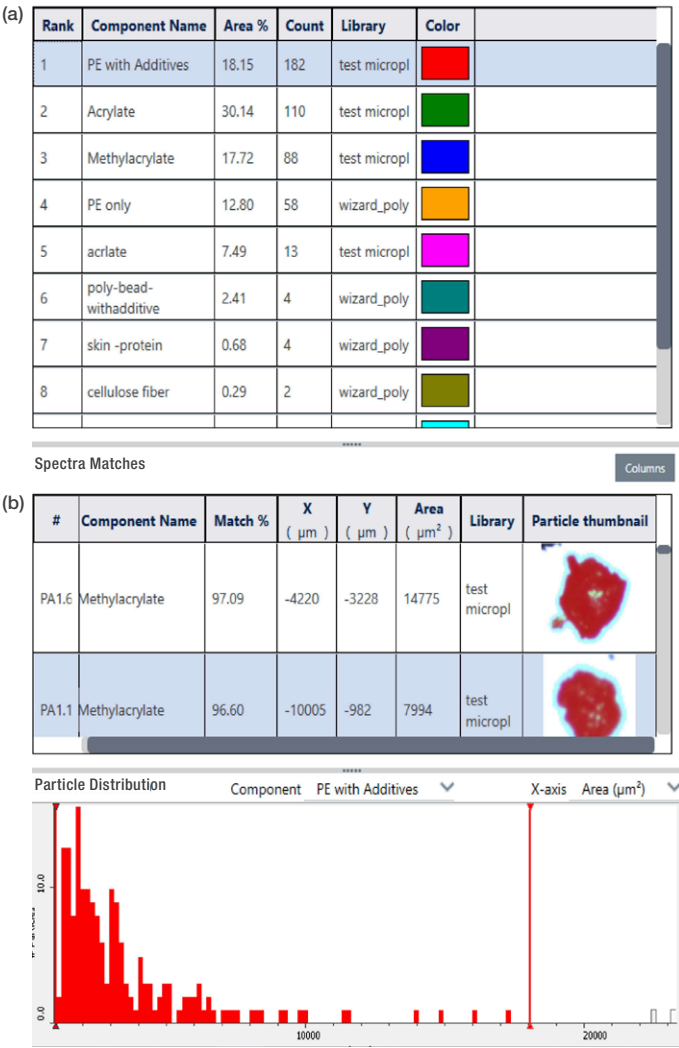 (a)
Rank Component Name Area % Count Library Color
1 PE with Additives 18.15 182 test micropl
2 Acrylate 30.14 110 test micropl
3 Methylacrylate 17.72 88 test micropl
4 PE only 12.80 58 wizard_poly
5 acrlate 7.49 13 test micropl
6 poly-bead-withadditive 2.41 4 wizard_poly
7 skin -protein 0.68 4 wizard_poly
8 cellulose fiber 0.29 2 wizard_poly
Spectra Matches
Columns
(b)
# Component Name Match % X ( µm ) Y ( µm ) Area ( µm² ) Library Particle thumbnail
PA1.6 Methylacrylate 97.09 -4220 -3228 14775 test micropl
PA1.1 Methylacrylate 96.60 -10005 -982 7994 test micropl
Particle Distribution Component PE with Additives X-axis Area (µm²)
10.0
0.0
10000 20000